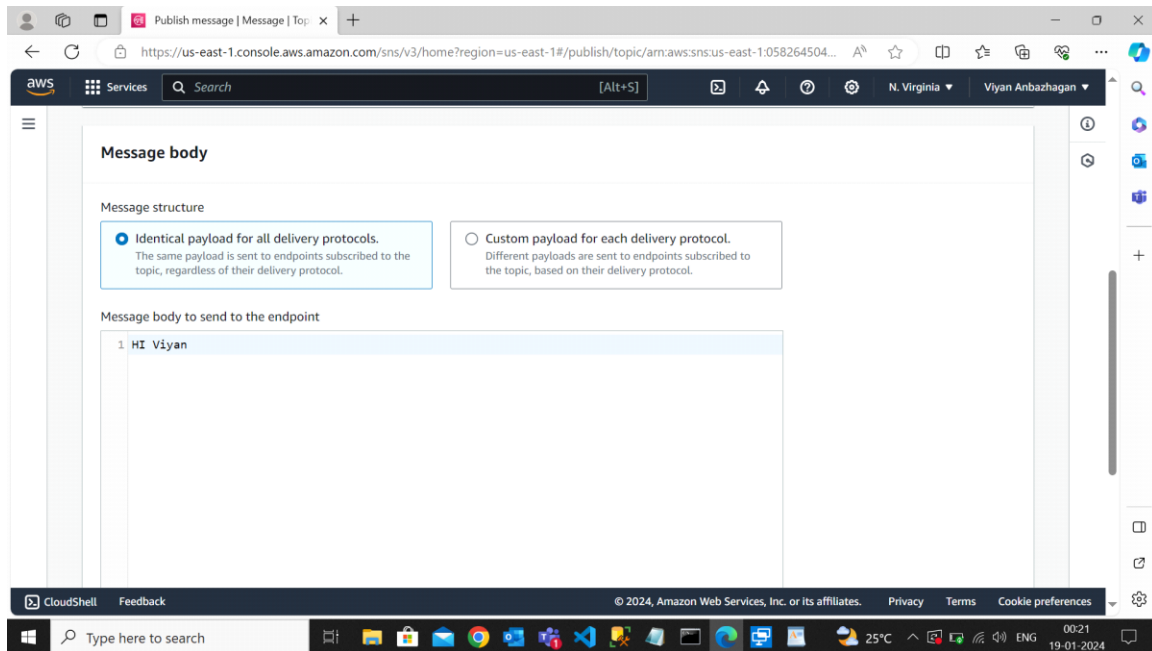 Publish message | Message | Top
https://us-east-1.console.aws.amazon.com/sns/v3/home?region=us-east-1#/publish/topic/arn:aws:sns:us-east-1:058264504...
aws
Services
Search
[Alt+S]
N. Virginia
Viyan Anbazhagan
Message body
Message structure
Identical payload for all delivery protocols.
The same payload is sent to endpoints subscribed to the
topic, regardless of their delivery protocol.
Custom payload for each delivery protocol.
Different payloads are sent to endpoints subscribed to
the topic, based on their delivery protocol.
Message body to send to the endpoint
1 HI Viyan
CloudShell
Feedback
© 2024, Amazon Web Services, Inc. or its affiliates.
Privacy
Terms
Cookie preferences
Type here to search
25°C
ENG
00:21
19-01-2024